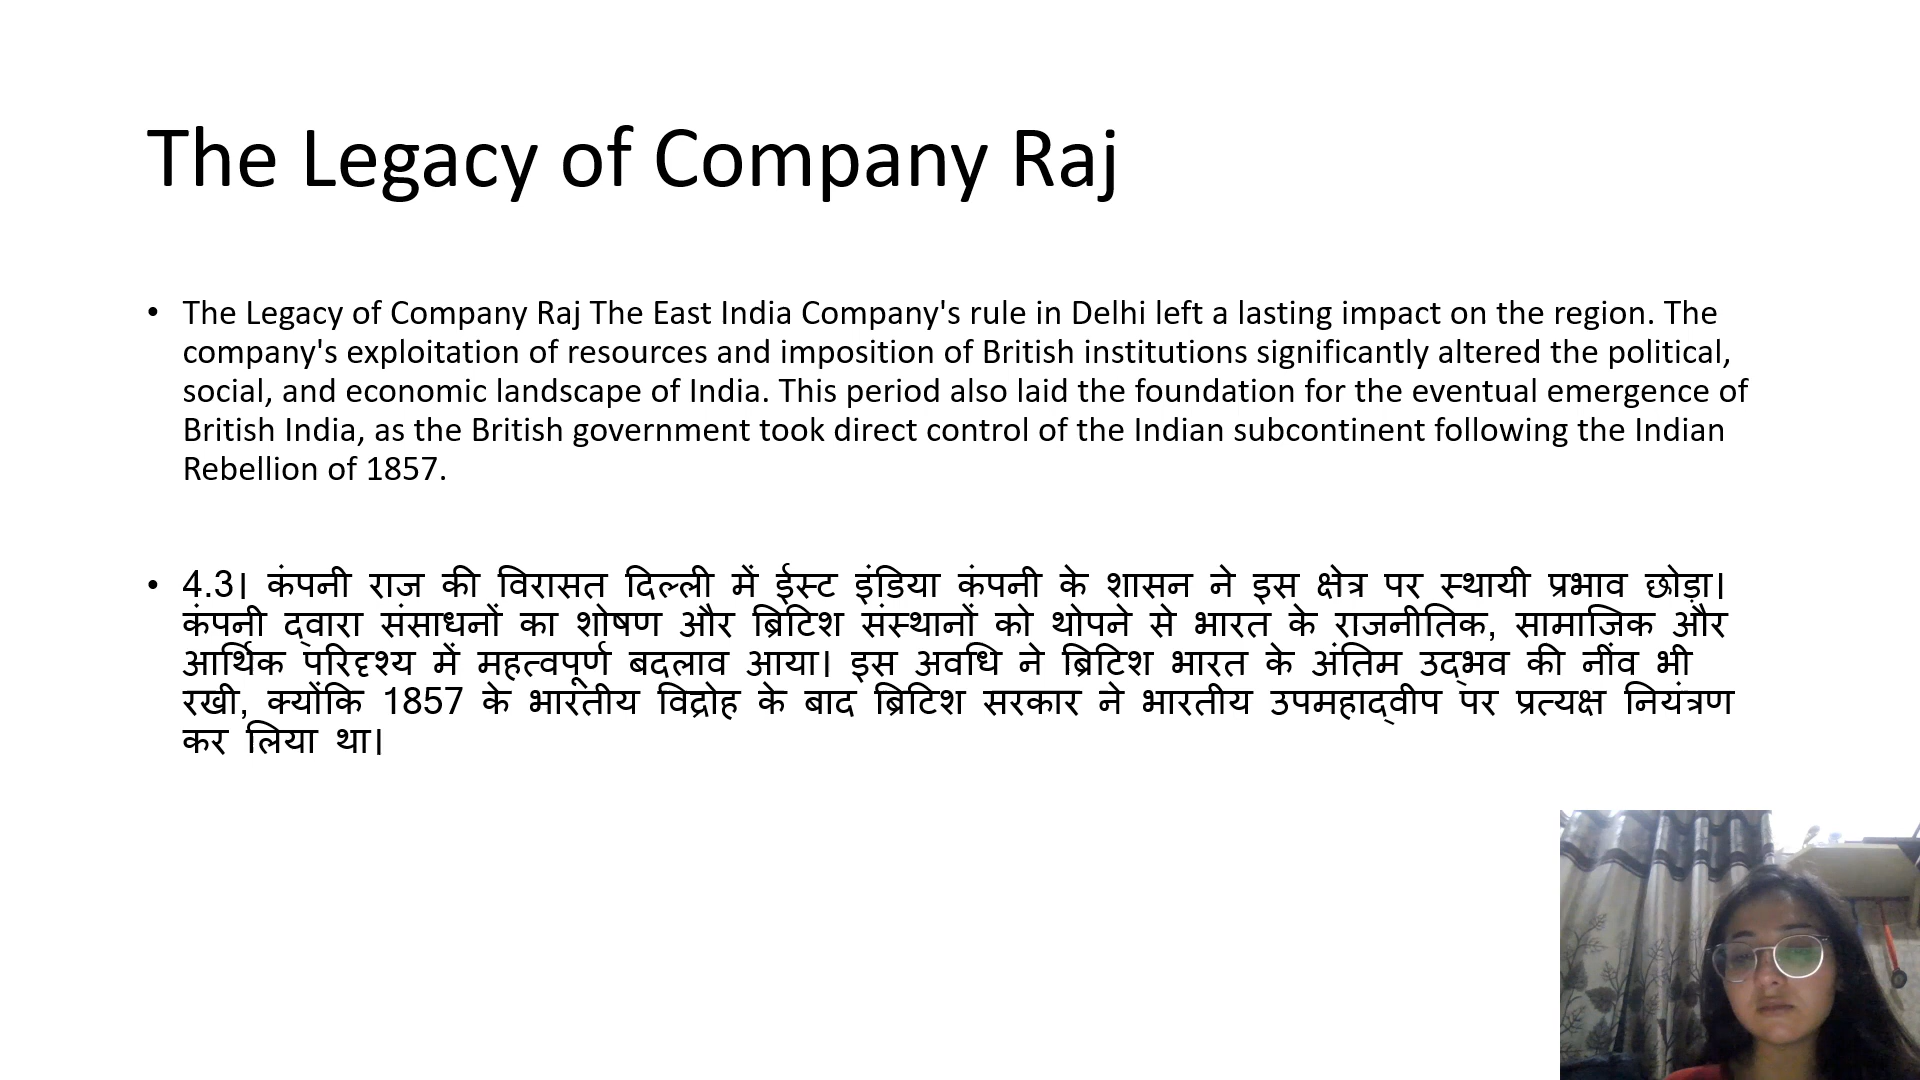 The Legacy of Company Raj
• The Legacy of Company Raj The East India Company's rule in Delhi left a lasting impact on the region. The
company's exploitation of resources and imposition of British institutions significantly altered the political,
social, and economic landscape of India. This period also laid the foundation for the eventual emergence of
British India, as the British government took direct control of the Indian subcontinent following the Indian
Rebellion of 1857.
• 4.3। कंपनी राज की विरासत दिल्ली में ईस्ट इंडिया कंपनी के शासन ने इस क्षेत्र पर स्थायी प्रभाव छोड़ा।
कंपनी द्वारा संसाधनों का शोषण और ब्रिटिश संस्थानों को थोपने से भारत के राजनीतिक, सामाजिक और
आर्थिक परिदृश्य में महत्वपूर्ण बदलाव आया। इस अवधि ने ब्रिटिश भारत के अंतिम उद्भव की नींव भी
रखी, क्योंकि 1857 के भारतीय विद्रोह के बाद ब्रिटिश सरकार ने भारतीय उपमहाद्वीप पर प्रत्यक्ष नियंत्रण
कर लिया था।